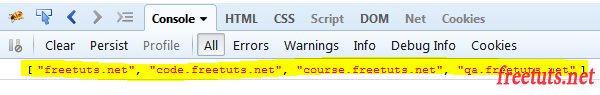 Console HTML CSS Script DOM Net Cookies
Clear Persist Profile All Errors Warnings Info Debug Info Cookies
[ "freetuts.net", "code.freetuts.net", "course.freetuts.net", "qa.freetuts.net" ]
freetuts.net